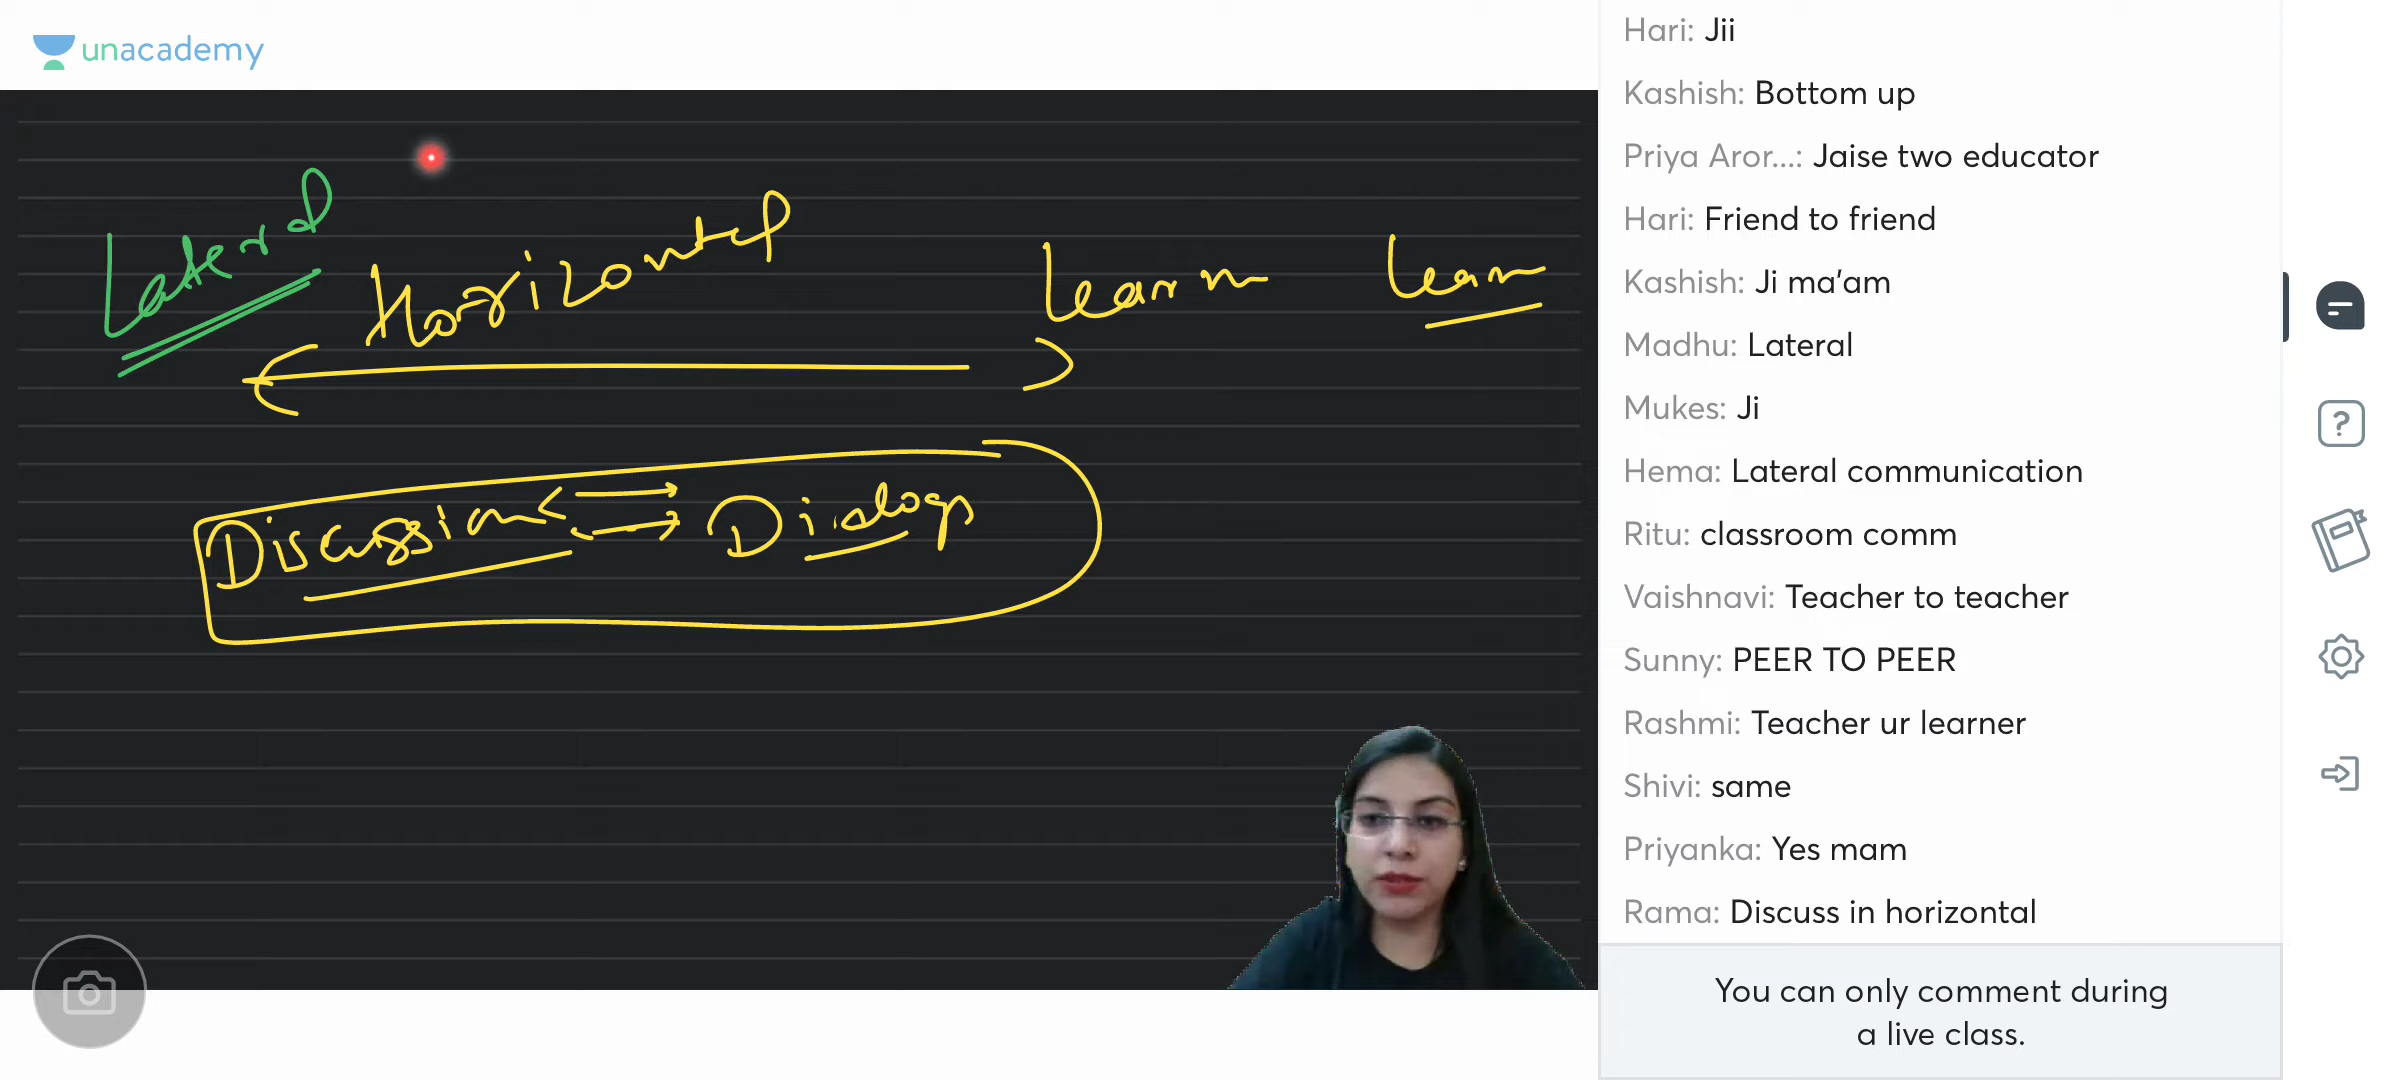 unacademy
Lateral
Horizontal
Learn Learn
Discussion Dialogs
Hari: Jii
Kashish: Bottom up
Priya Aror...: Jaise two educator
Hari: Friend to friend
Kashish: Ji ma'am
Madhu: Lateral
Mukes: Ji
Hema: Lateral communication
Ritu: classroom comm
Vaishnavi: Teacher to teacher
Sunny: PEER TO PEER
Rashmi: Teacher ur learner
Shivi: same
Priyanka: Yes mam
Rama: Discuss in horizontal
You can only comment during
a live class.